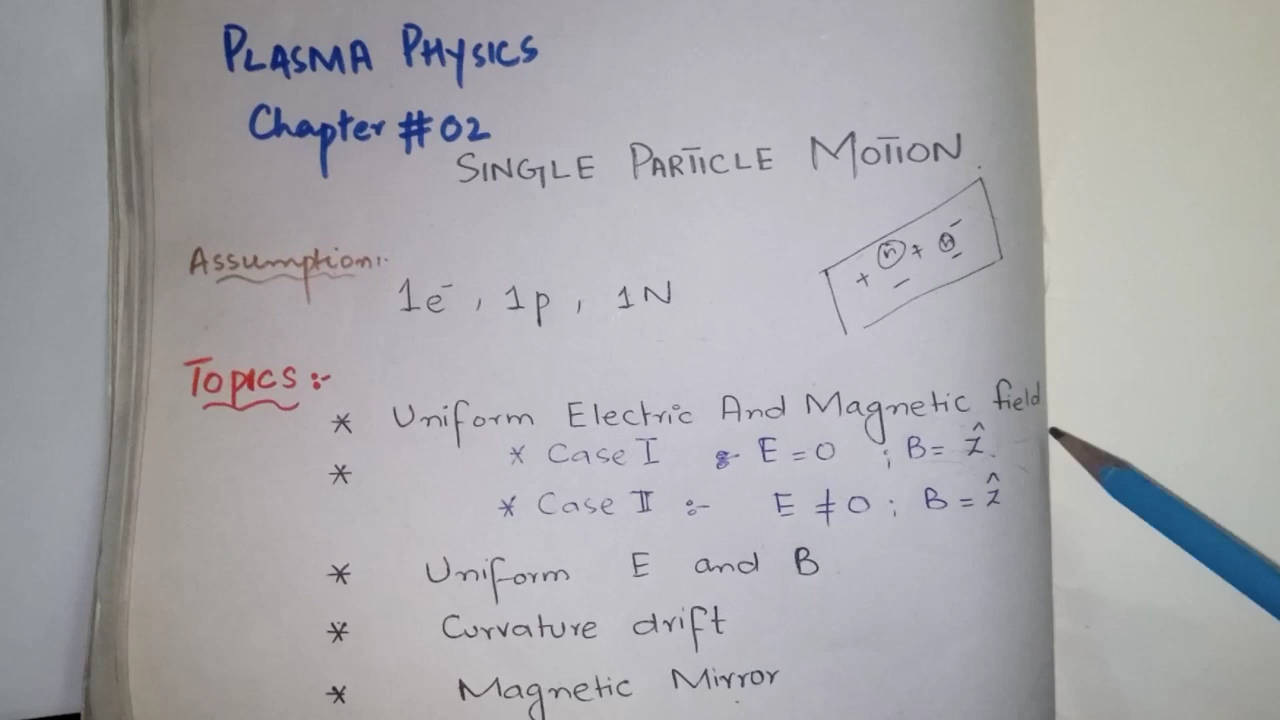 PLASMA PHYSICS
Chapter #02
SINGLE PARTICLE MOTION.
+ n + n -
- -
Assumption:
1e⁻, 1p, 1N
Topics :-
* Uniform Electric And Magnetic field
* Case I :- E = 0 ; B = ẑ.
*
* Case II :- E ≠ 0 ; B = ẑ
* Uniform E and B
* Curvature drift
* Magnetic Mirror